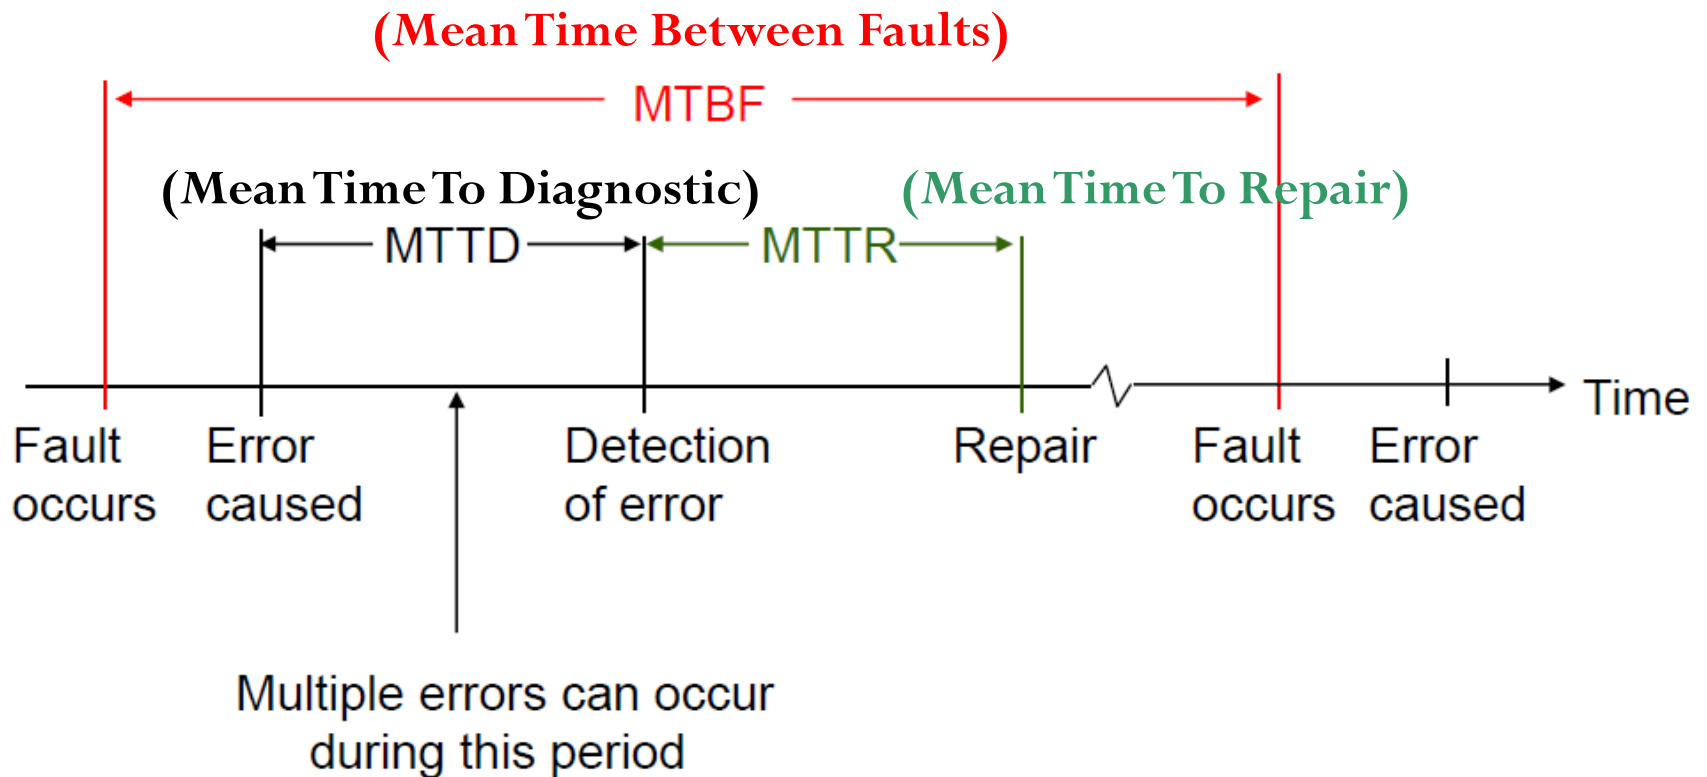 (Mean Time Between Faults)
MTBF
(Mean Time To Diagnostic) (Mean Time To Repair)
MTTD MTTR
Time
Fault Error Detection Repair Fault Error
occurs caused of error occurs caused
Multiple errors can occur
during this period